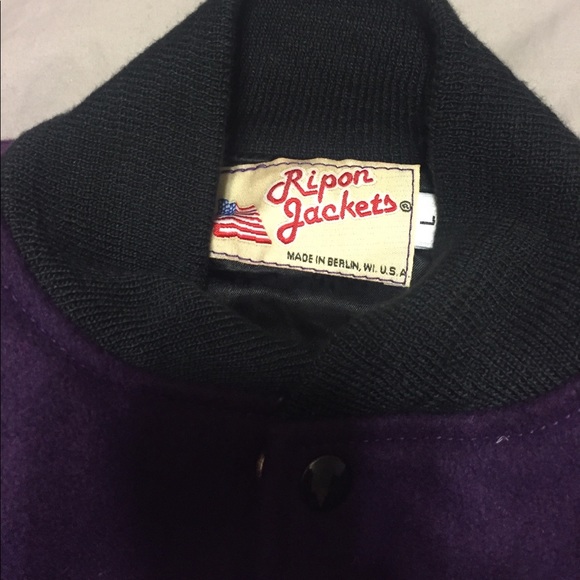 Ripon
Jackets®
MADE IN BERLIN, WI. U.S.A.
L